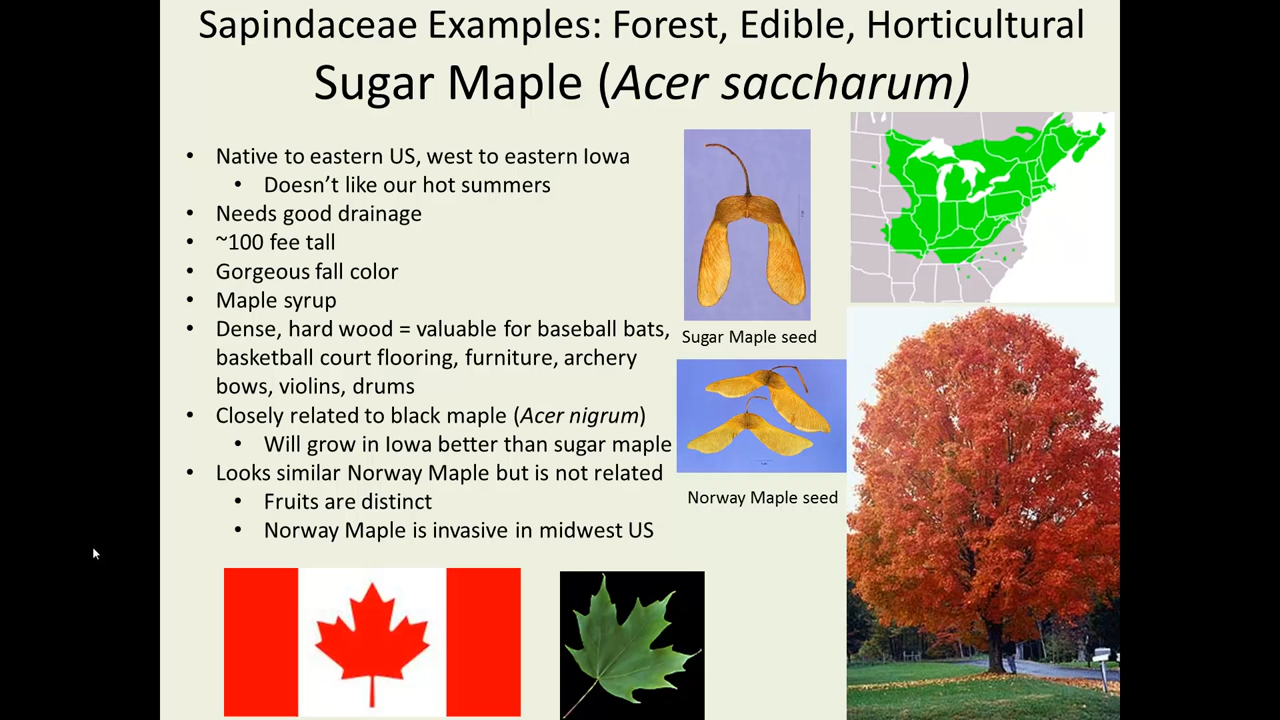 Sapindaceae Examples: Forest, Edible, Horticultural
Sugar Maple (Acer saccharum)
• Native to eastern US, west to eastern Iowa
• Doesn’t like our hot summers
• Needs good drainage
• ~100 fee tall
• Gorgeous fall color
• Maple syrup
• Dense, hard wood = valuable for baseball bats,
basketball court flooring, furniture, archery
bows, violins, drums
• Closely related to black maple (Acer nigrum)
• Will grow in Iowa better than sugar maple
• Looks similar Norway Maple but is not related
• Fruits are distinct
• Norway Maple is invasive in midwest US
Sugar Maple seed
Norway Maple seed